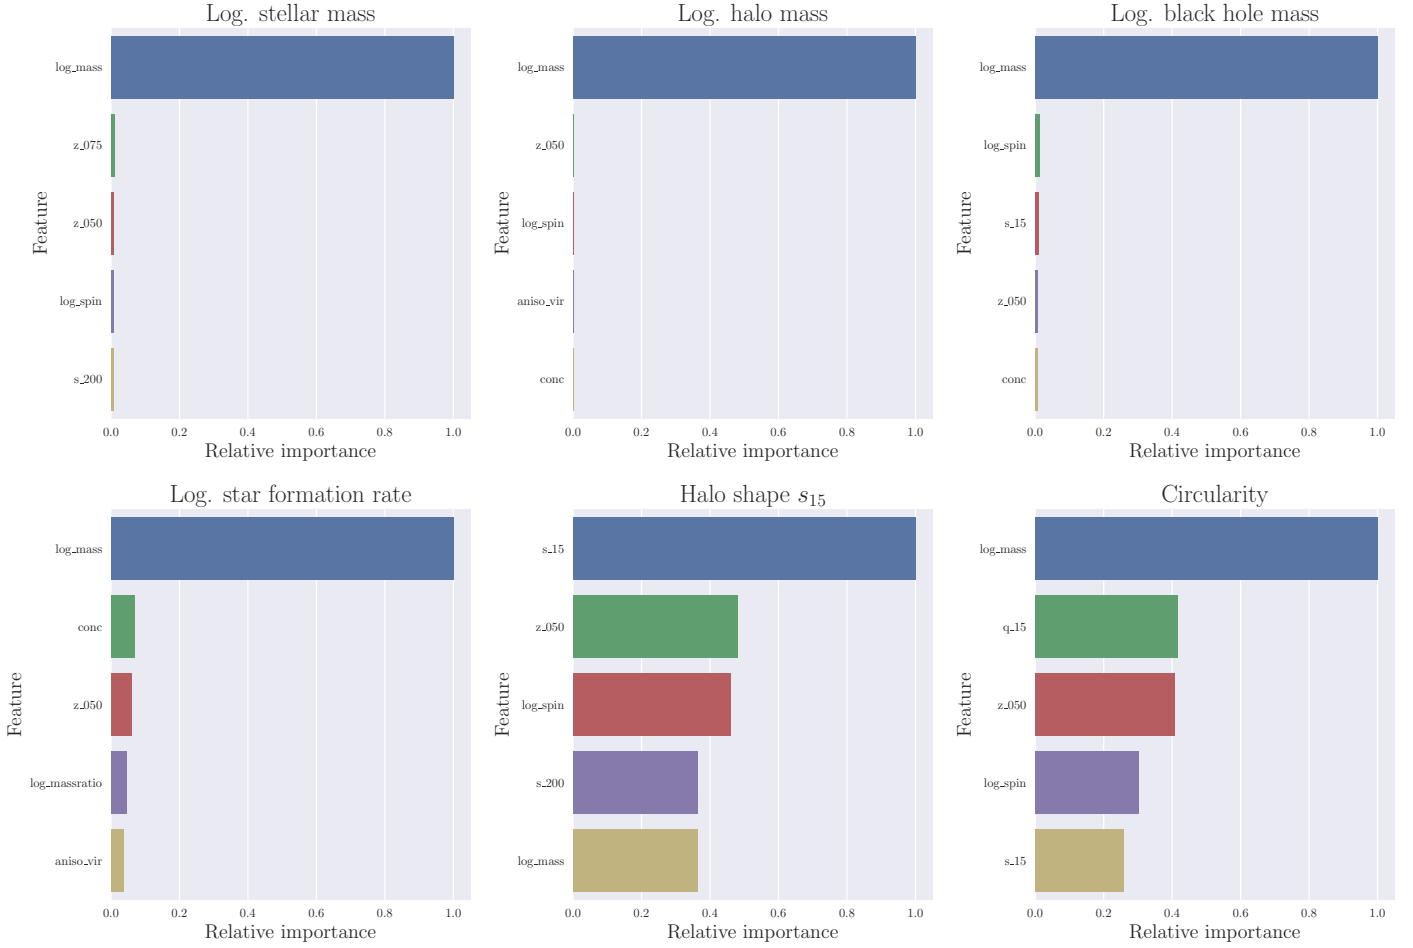 Log. stellar mass
Feature
log_mass
z_075
z_050
log_spin
s_200
0.0 0.2 0.4 0.6 0.8 1.0
Relative importance
Log. halo mass
Feature
log_mass
z_050
log_spin
aniso_vir
conc
0.0 0.2 0.4 0.6 0.8 1.0
Relative importance
Log. black hole mass
Feature
log_mass
log_spin
s_15
z_050
conc
0.0 0.2 0.4 0.6 0.8 1.0
Relative importance
Log. star formation rate
Feature
log_mass
conc
z_050
log_massratio
aniso_vir
0.0 0.2 0.4 0.6 0.8 1.0
Relative importance
Halo shape s₁₅
Feature
s_15
z_050
log_spin
s_200
log_mass
0.0 0.2 0.4 0.6 0.8 1.0
Relative importance
Circularity
Feature
log_mass
q_15
z_050
log_spin
s_15
0.0 0.2 0.4 0.6 0.8 1.0
Relative importance